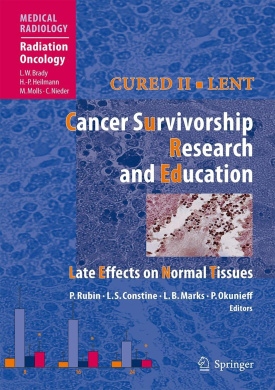 MEDICAL
RADIOLOGY
Radiation
Oncology
L.W. Brady
H.-P. Heilmann
M. Molls · C. Nieder
CURED II ■ LENT
Cancer Survivorship
Research
and Education
Late Effects on Normal Tissues
P. Rubin · L.S. Constine · L.B. Marks · P. Okunieff
Editors
Springer